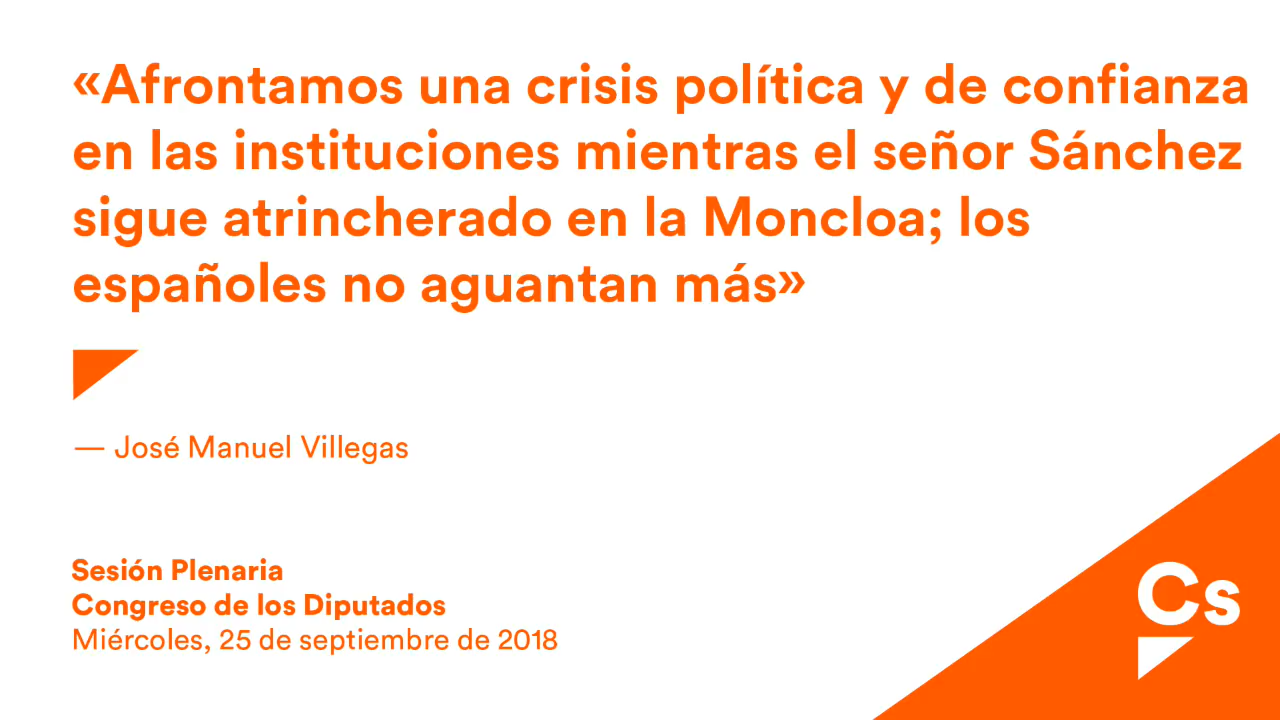 «Afrontamos una crisis política y de confianza
en las instituciones mientras el señor Sánchez
sigue atrincherado en la Moncloa; los
españoles no aguantan más»
— José Manuel Villegas
Sesión Plenaria
Congreso de los Diputados
Miércoles, 25 de septiembre de 2018
Cs